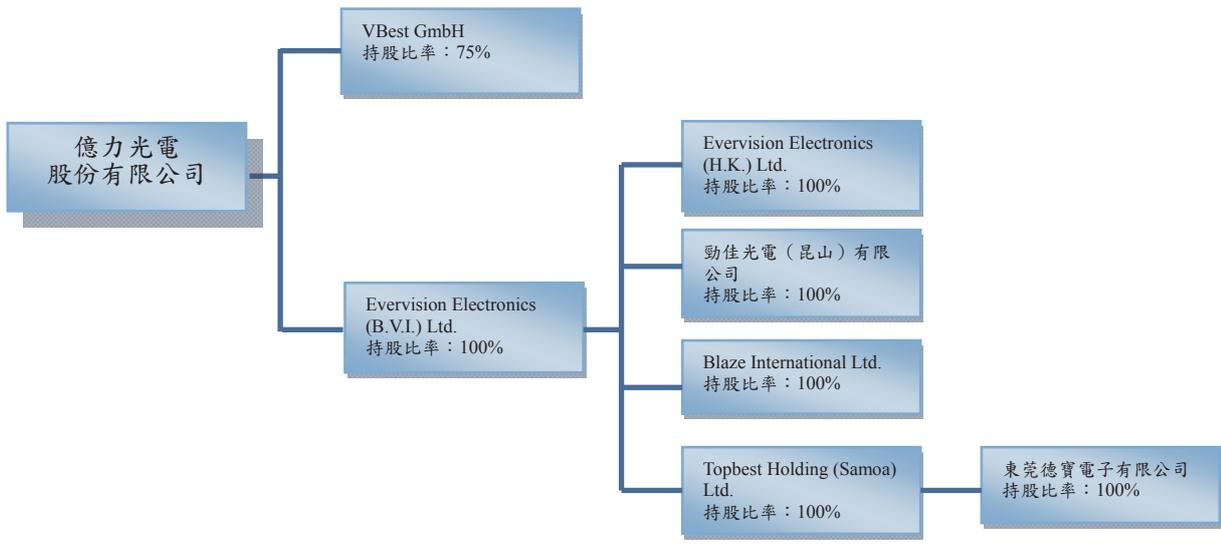 VBest GmbH
持股比率：75%
億力光電
股份有限公司
Evervision Electronics
(B.V.I.) Ltd.
持股比率：100%
Evervision Electronics
(H.K.) Ltd.
持股比率：100%
勁佳光電（昆山）有限
公司
持股比率：100%
Blaze International Ltd.
持股比率：100%
Topbest Holding (Samoa)
Ltd.
持股比率：100%
東莞德寶電子有限公司
持股比率：100%